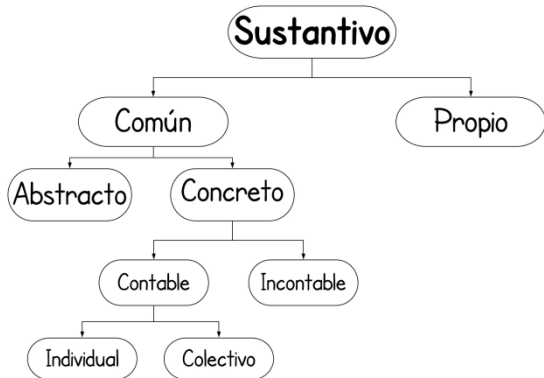 Sustantivo
Común
Propio
Abstracto
Concreto
Contable
Incontable
Individual
Colectivo